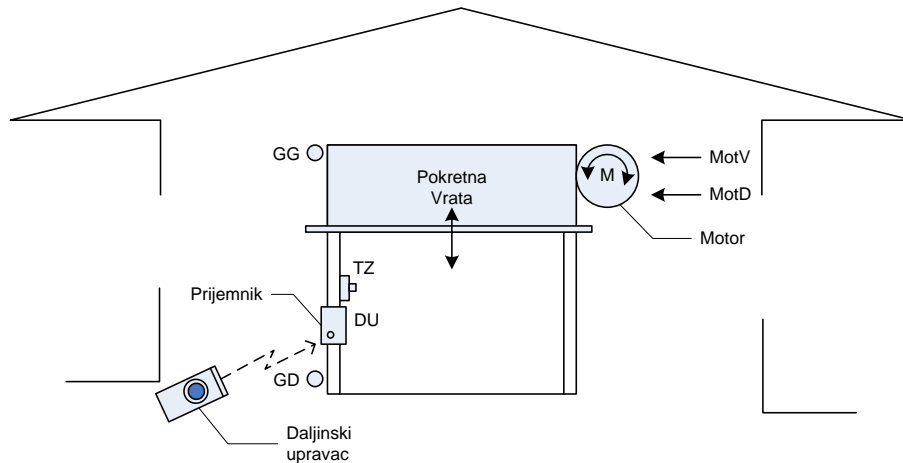 GG
Pokretna
Vrata
M
MotV
MotD
Motor
TZ
Prijemnik
DU
GD
Daljinski
upravac